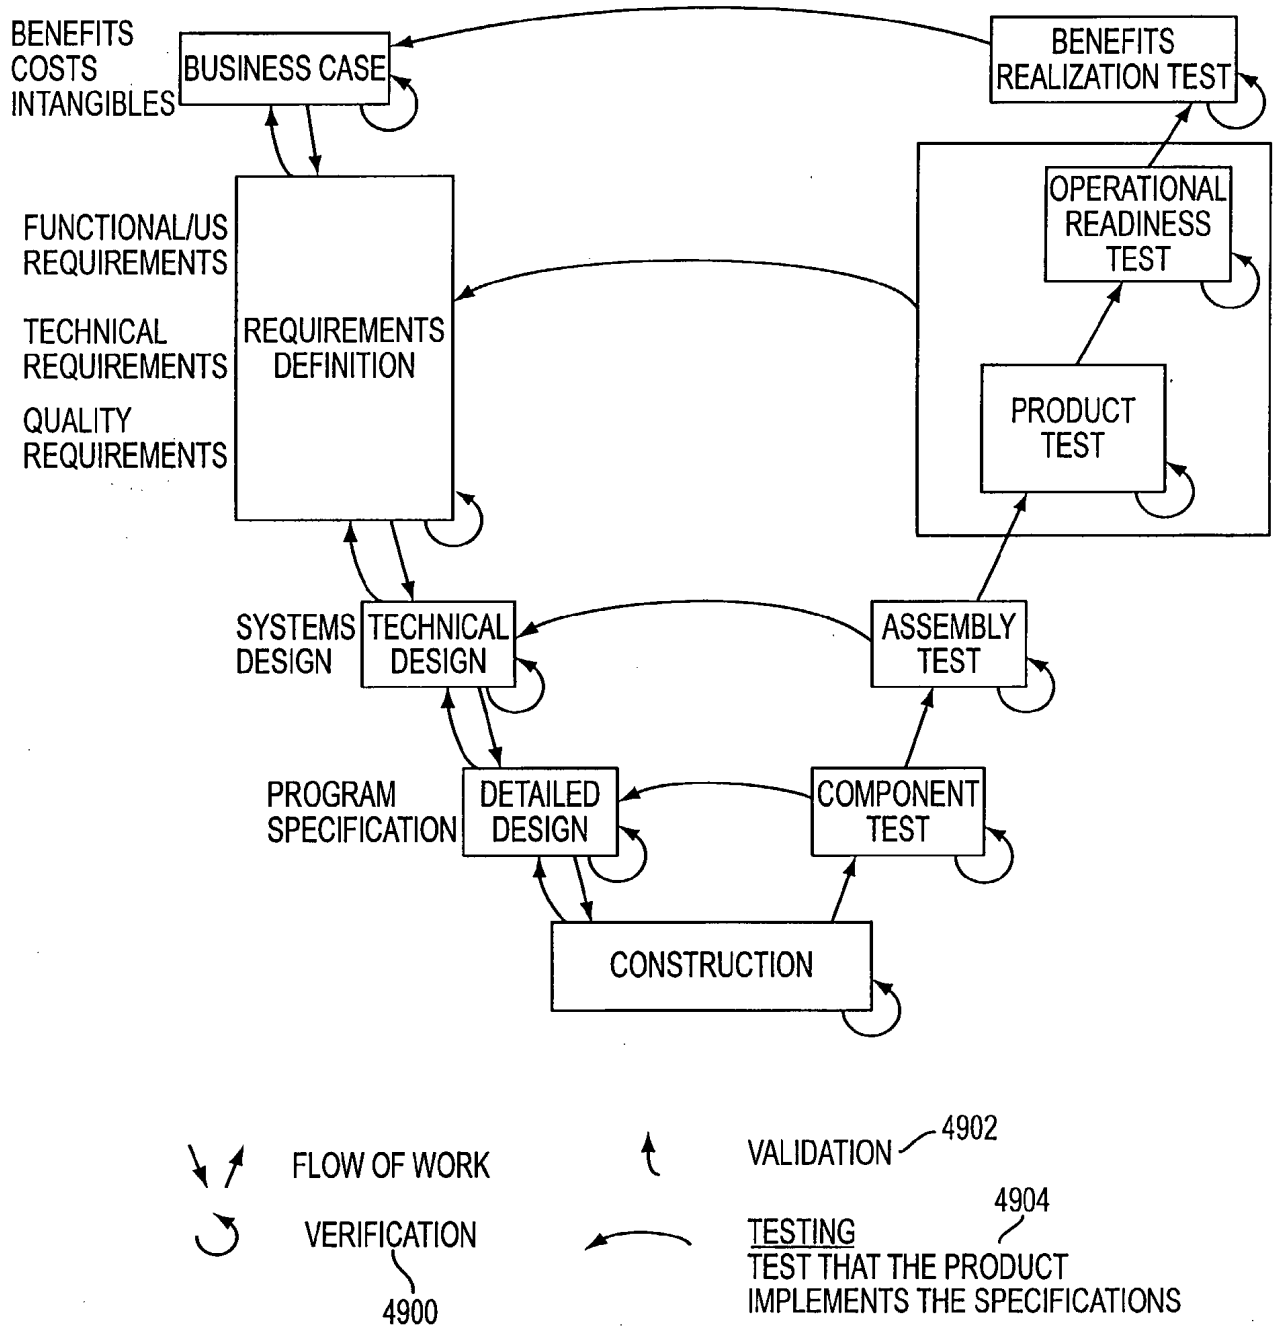 BENEFITS
COSTS
INTANGIBLES
BUSINESS CASE
BENEFITS
REALIZATION TEST
FUNCTIONAL/US
REQUIREMENTS
TECHNICAL
REQUIREMENTS
QUALITY
REQUIREMENTS
REQUIREMENTS
DEFINITION
OPERATIONAL
READINESS
TEST
PRODUCT
TEST
SYSTEMS
DESIGN
TECHNICAL
DESIGN
ASSEMBLY
TEST
PROGRAM
SPECIFICATION
DETAILED
DESIGN
COMPONENT
TEST
CONSTRUCTION
FLOW OF WORK
VALIDATION
4902
VERIFICATION
4900
4904
TESTING
TEST THAT THE PRODUCT
IMPLEMENTS THE SPECIFICATIONS